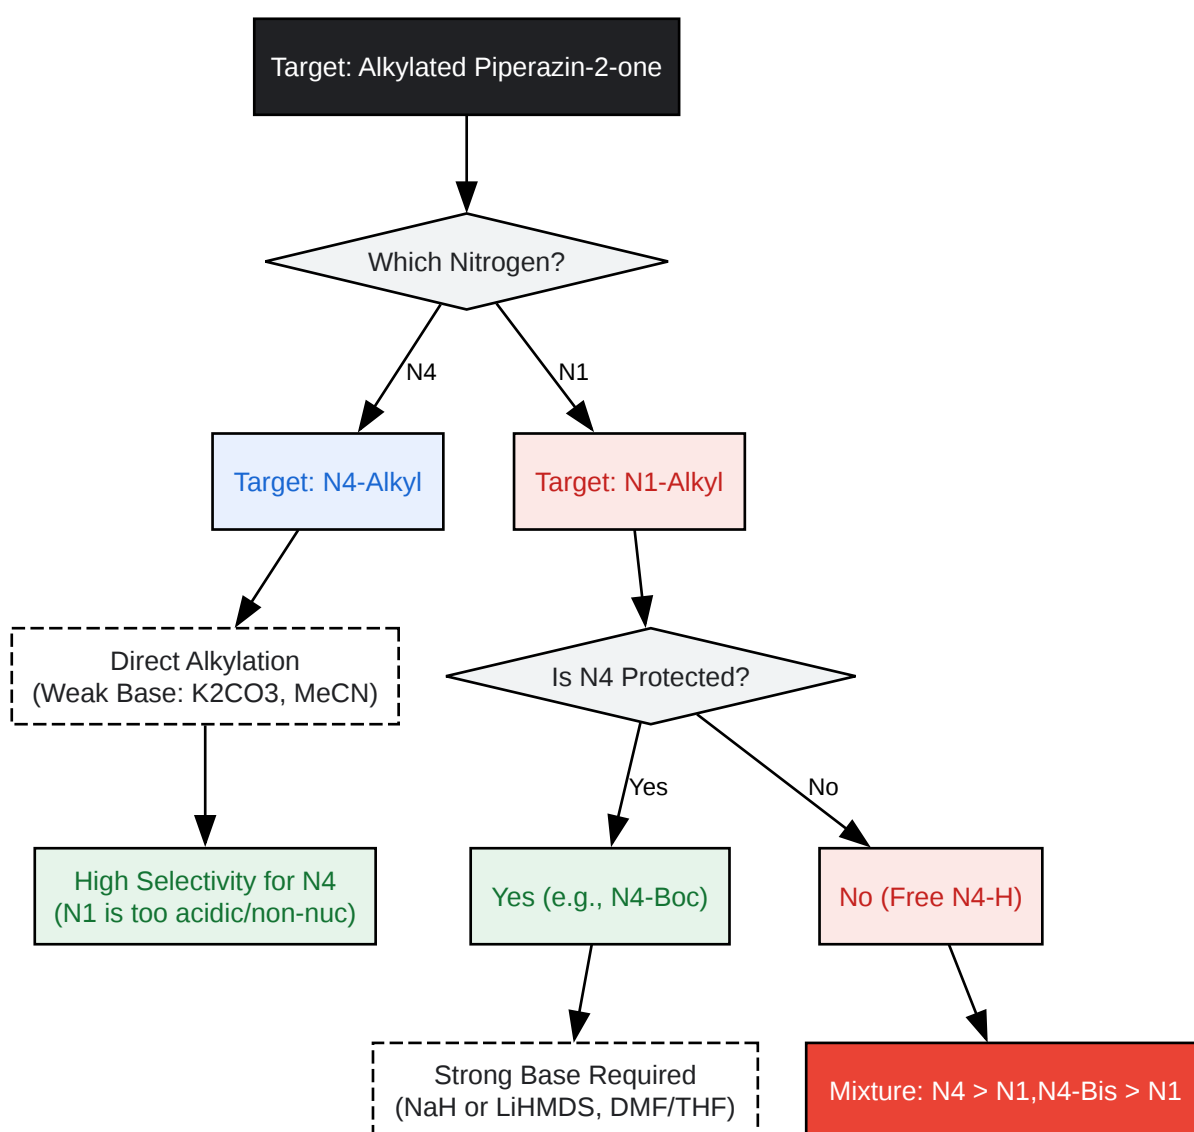 Target: Alkylated Piperazin-2-one
Which Nitrogen?
N4
N1
Target: N4-Alkyl
Target: N1-Alkyl
Direct Alkylation
(Weak Base: K2CO3, MeCN)
Is N4 Protected?
Yes
No
High Selectivity for N4
(N1 is too acidic/non-nuc)
Yes (e.g., N4-Boc)
No (Free N4-H)
Strong Base Required
(NaH or LiHMDS, DMF/THF)
Mixture: N4 > N1,N4-Bis > N1